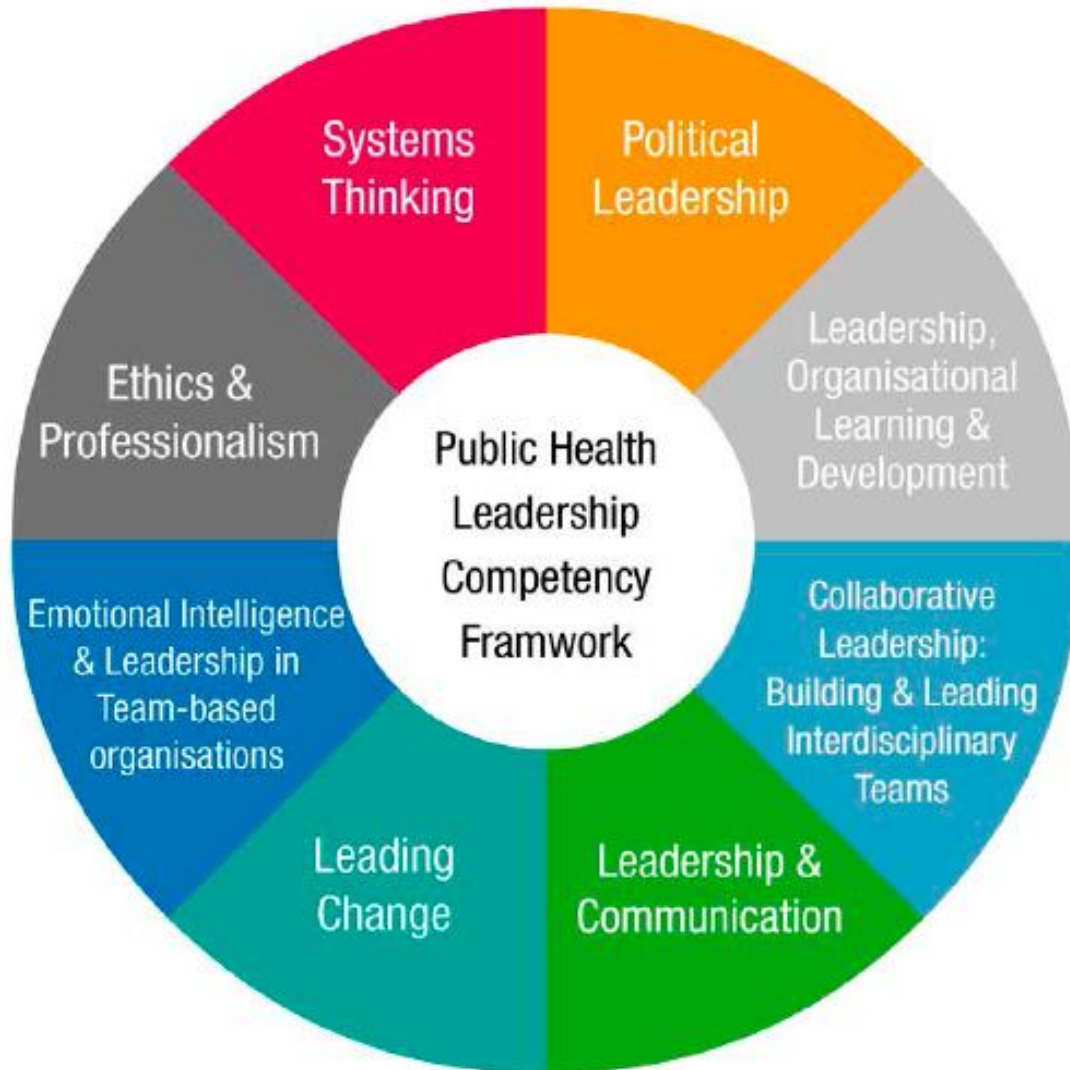 Systems
Thinking
Political
Leadership
Leadership,
Organisational
Learning &
Development
Collaborative
Leadership:
Building & Leading
Interdisciplinary
Teams
Leadership &
Communication
Leading
Change
Emotional Intelligence
& Leadership in
Team-based
organisations
Ethics &
Professionalism
Public Health
Leadership
Competency
Framwork